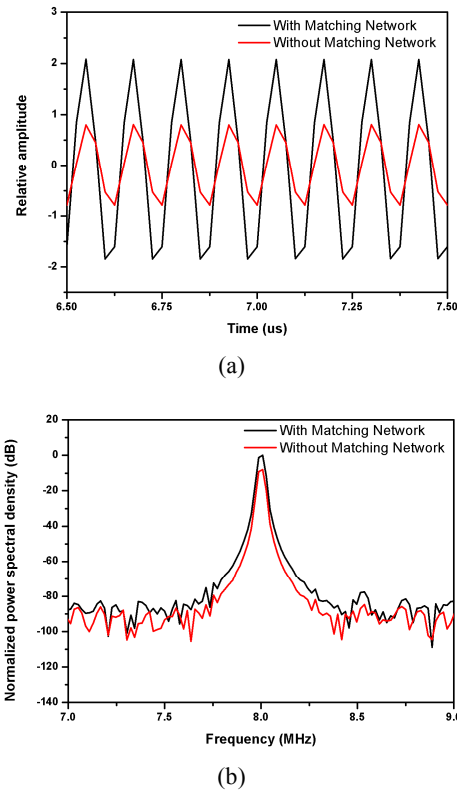 With Matching Network
Without Matching Network
3
2
1
0
-1
-2
Relative amplitude
6.50
6.75
7.00
7.25
7.50
Time (us)
(a)
With Matching Network
Without Matching Network
20
0
-20
-40
-60
-80
-100
-120
-140
Normalized power spectral density (dB)
7.0
7.5
8.0
8.5
9.0
Frequency (MHz)
(b)